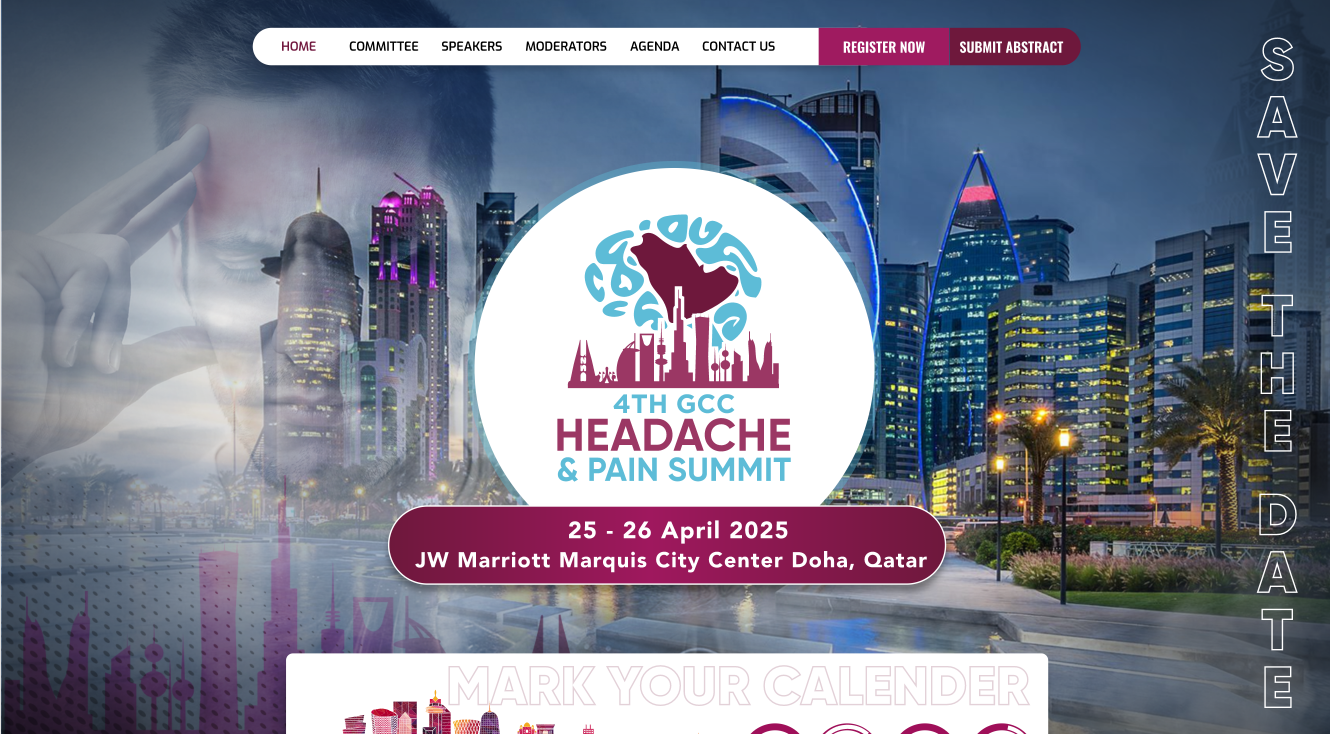 HOME COMMITTEE SPEAKERS MODERATORS AGENDA CONTACT US REGISTER NOW SUBMIT ABSTRACT
4TH GCC
HEADACHE
& PAIN SUMMIT
25 - 26 April 2025
JW Marriott Marquis City Center Doha, Qatar
SAVE THE DATE
MARK YOUR CALENDER